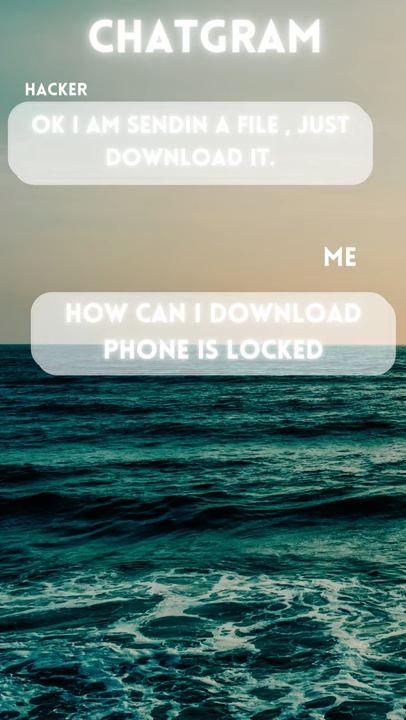 CHATGRAM
HACKER
OK I AM SENDIN A FILE , JUST
DOWNLOAD IT.
ME
HOW CAN I DOWNLOAD
PHONE IS LOCKED